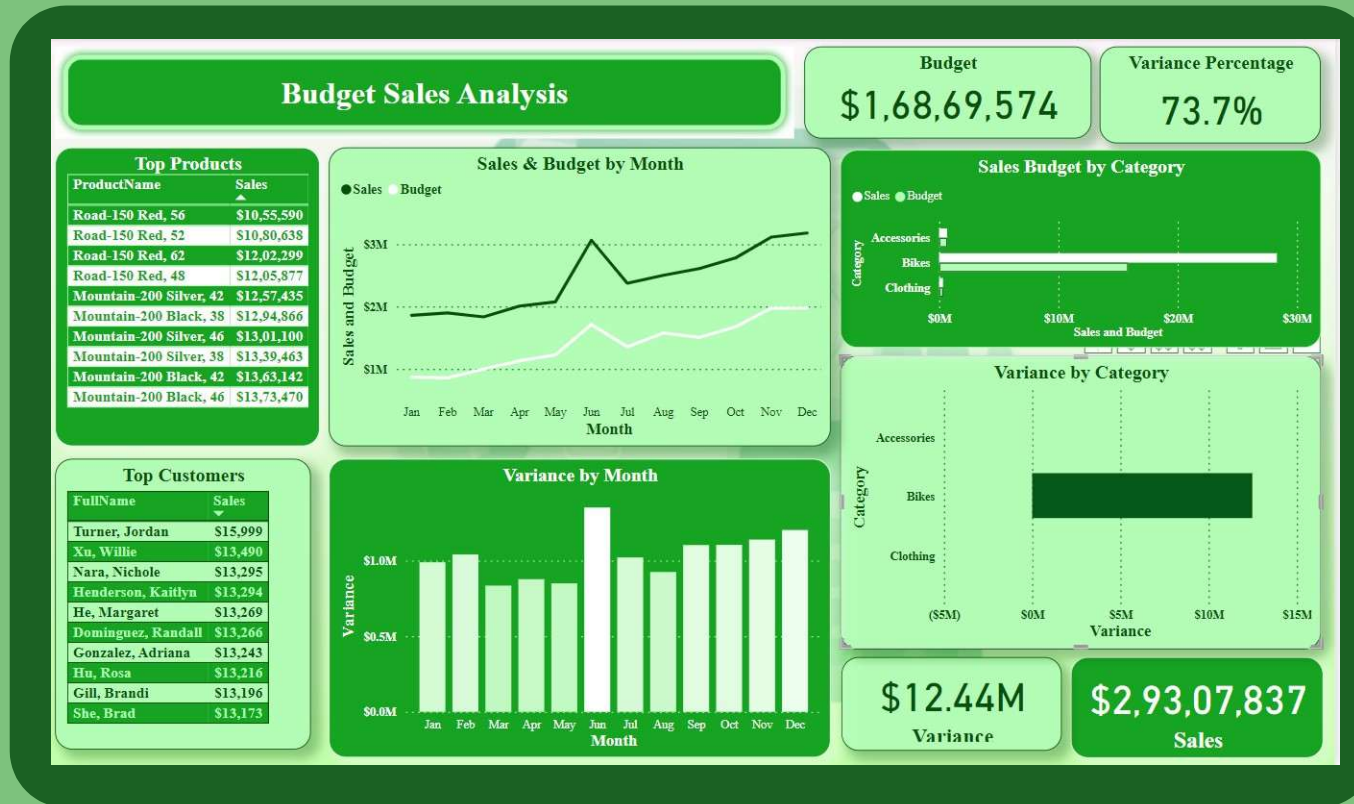 Budget Sales Analysis
Budget
$1,68,69,574
Variance Percentage
73.7%
Top Products
ProductName Sales
Road-150 Red, 56 $10,55,590
Road-150 Red, 52 $10,80,638
Road-150 Red, 62 $12,02,299
Road-150 Red, 48 $12,05,877
Mountain-200 Silver, 42 $12,57,435
Mountain-200 Black, 38 $12,94,866
Mountain-200 Silver, 46 $13,01,100
Mountain-200 Silver, 38 $13,39,463
Mountain-200 Black, 42 $13,63,142
Mountain-200 Black, 46 $13,73,470
Sales & Budget by Month
Sales Budget
Sales and Budget
$3M
$2M
$1M
Jan Feb Mar Apr May Jun Jul Aug Sep Oct Nov Dec
Month
Sales Budget by Category
Sales Budget
Category
Accessories
Bikes
Clothing
$0M $10M $20M $30M
Sales and Budget
Variance by Category
Category
Accessories
Bikes
Clothing
($5M) $0M $5M $10M $15M
Variance
Top Customers
FullName Sales
Turner, Jordan $15,999
Xu, Willie $13,490
Nara, Nichole $13,295
Henderson, Kaitlyn $13,294
He, Margaret $13,269
Dominguez, Randall $13,266
Gonzalez, Adriana $13,243
Hu, Rosa $13,216
Gill, Brandi $13,196
She, Brad $13,173
Variance by Month
Variance
$1.0M
$0.5M
$0.0M
Jan Feb Mar Apr May Jun Jul Aug Sep Oct Nov Dec
Month
$12.44M
Variance
$2,93,07,837
Sales